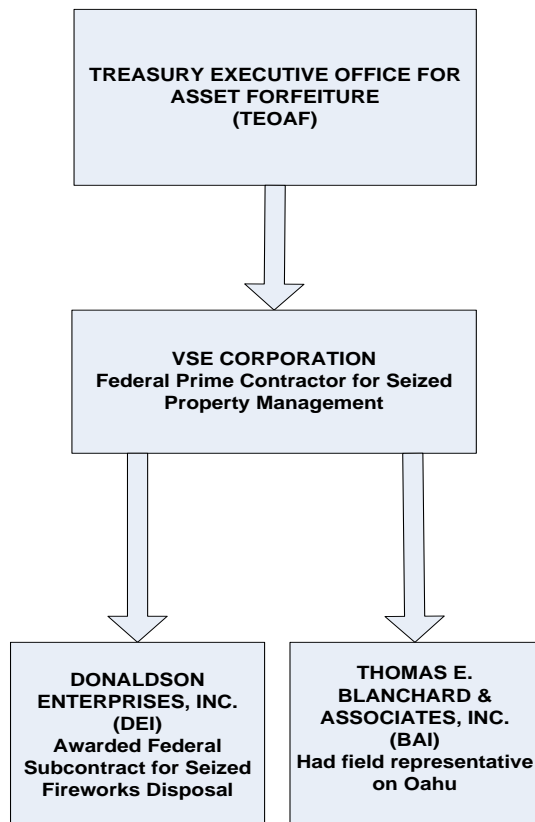 TREASURY EXECUTIVE OFFICE FOR
ASSET FORFEITURE
(TEOAF)
VSE CORPORATION
Federal Prime Contractor for Seized
Property Management
DONALDSON
ENTERPRISES, INC.
(DEI)
Awarded Federal
Subcontract for Seized
Fireworks Disposal
THOMAS E.
BLANCHARD &
ASSOCIATES, INC.
(BAI)
Had field representative
on Oahu